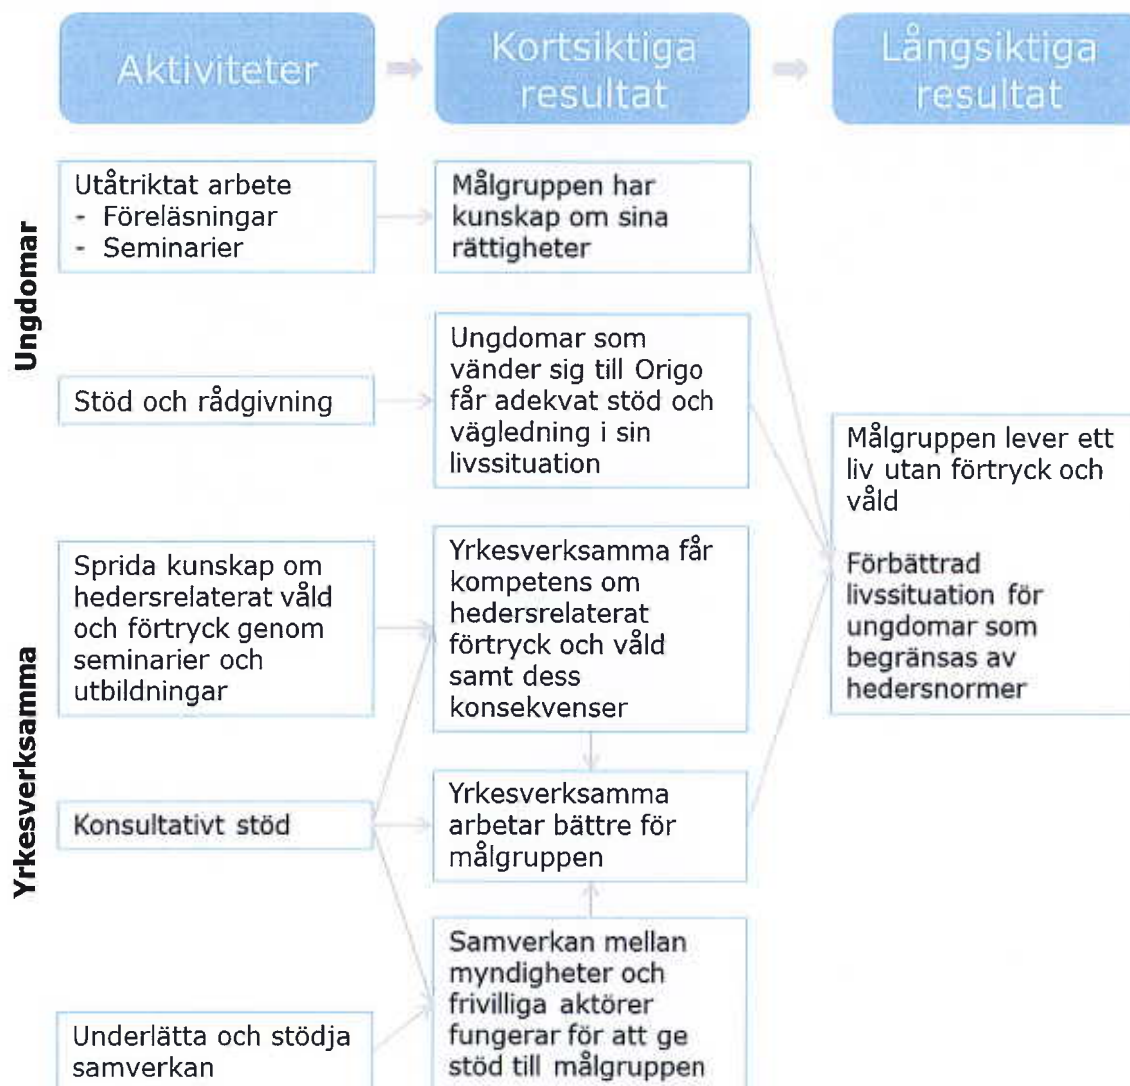 Aktiviteter
Kortsiktiga
resultat
Långsiktiga
resultat
Ungdomar
Utåtriktat arbete
- Föreläsningar
- Seminarier
Målgruppen har
kunskap om sina
rättigheter
Stöd och rådgivning
Ungdomar som
vänder sig till Origo
får adekvat stöd och
vägledning i sin
livssituation
Målgruppen lever ett
liv utan förtryck och
våld
Förbättrad
livssituation för
ungdomar som
begränsas av
hedersnormer
Yrkesverksamma
Sprida kunskap om
hedersrelaterat våld
och förtryck genom
seminarier och
utbildningar
Yrkesverksamma får
kompetens om
hedersrelaterat
förtryck och våld
samt dess
konsekvenser
Konsultativt stöd
Yrkesverksamma
arbetar bättre för
målgruppen
Underlätta och stödja
samverkan
Samverkan mellan
myndigheter och
frivilliga aktörer
fungerar för att ge
stöd till målgruppen